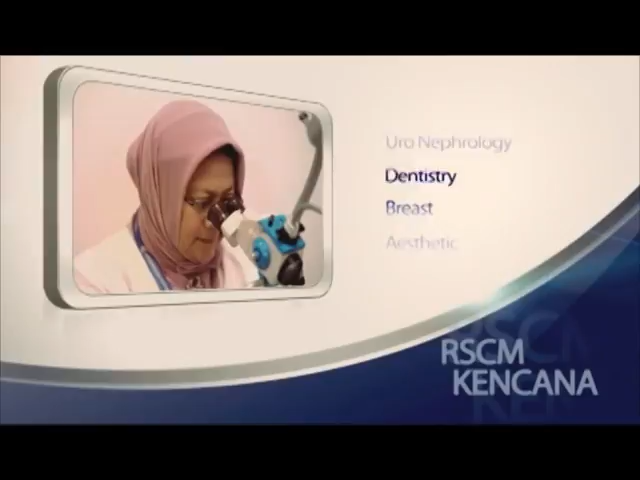 Uro Nephrology
Dentistry
Breast
Aesthetic
RSCM
KENCANA